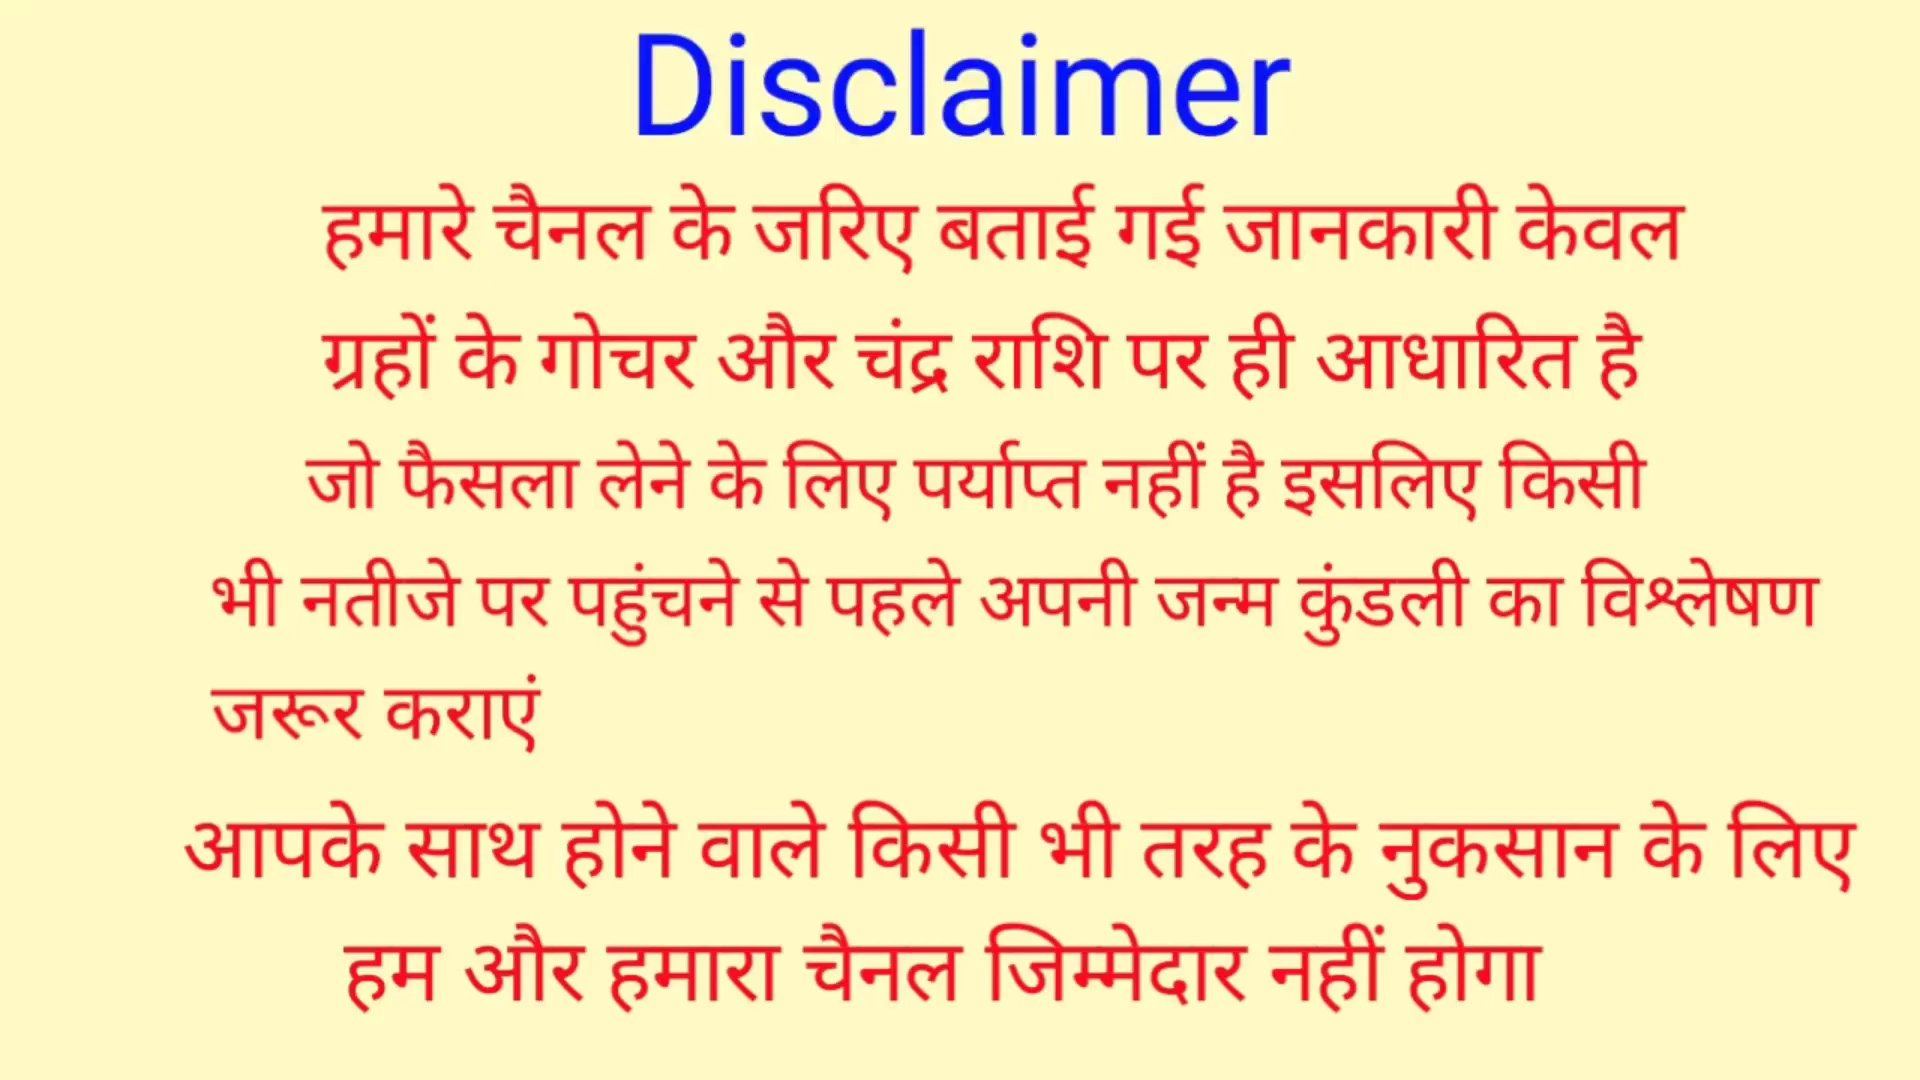 Disclaimer
हमारे चैनल के जरिए बताई गई जानकारी केवल
ग्रहों के गोचर और चंद्र राशि पर ही आधारित है
जो फैसला लेने के लिए पर्याप्त नहीं है इसलिए किसी
भी नतीजे पर पहुंचने से पहले अपनी जन्म कुंडली का विश्लेषण
जरूर कराएं
आपके साथ होने वाले किसी भी तरह के नुकसान के लिए
हम और हमारा चैनल जिम्मेदार नहीं होगा